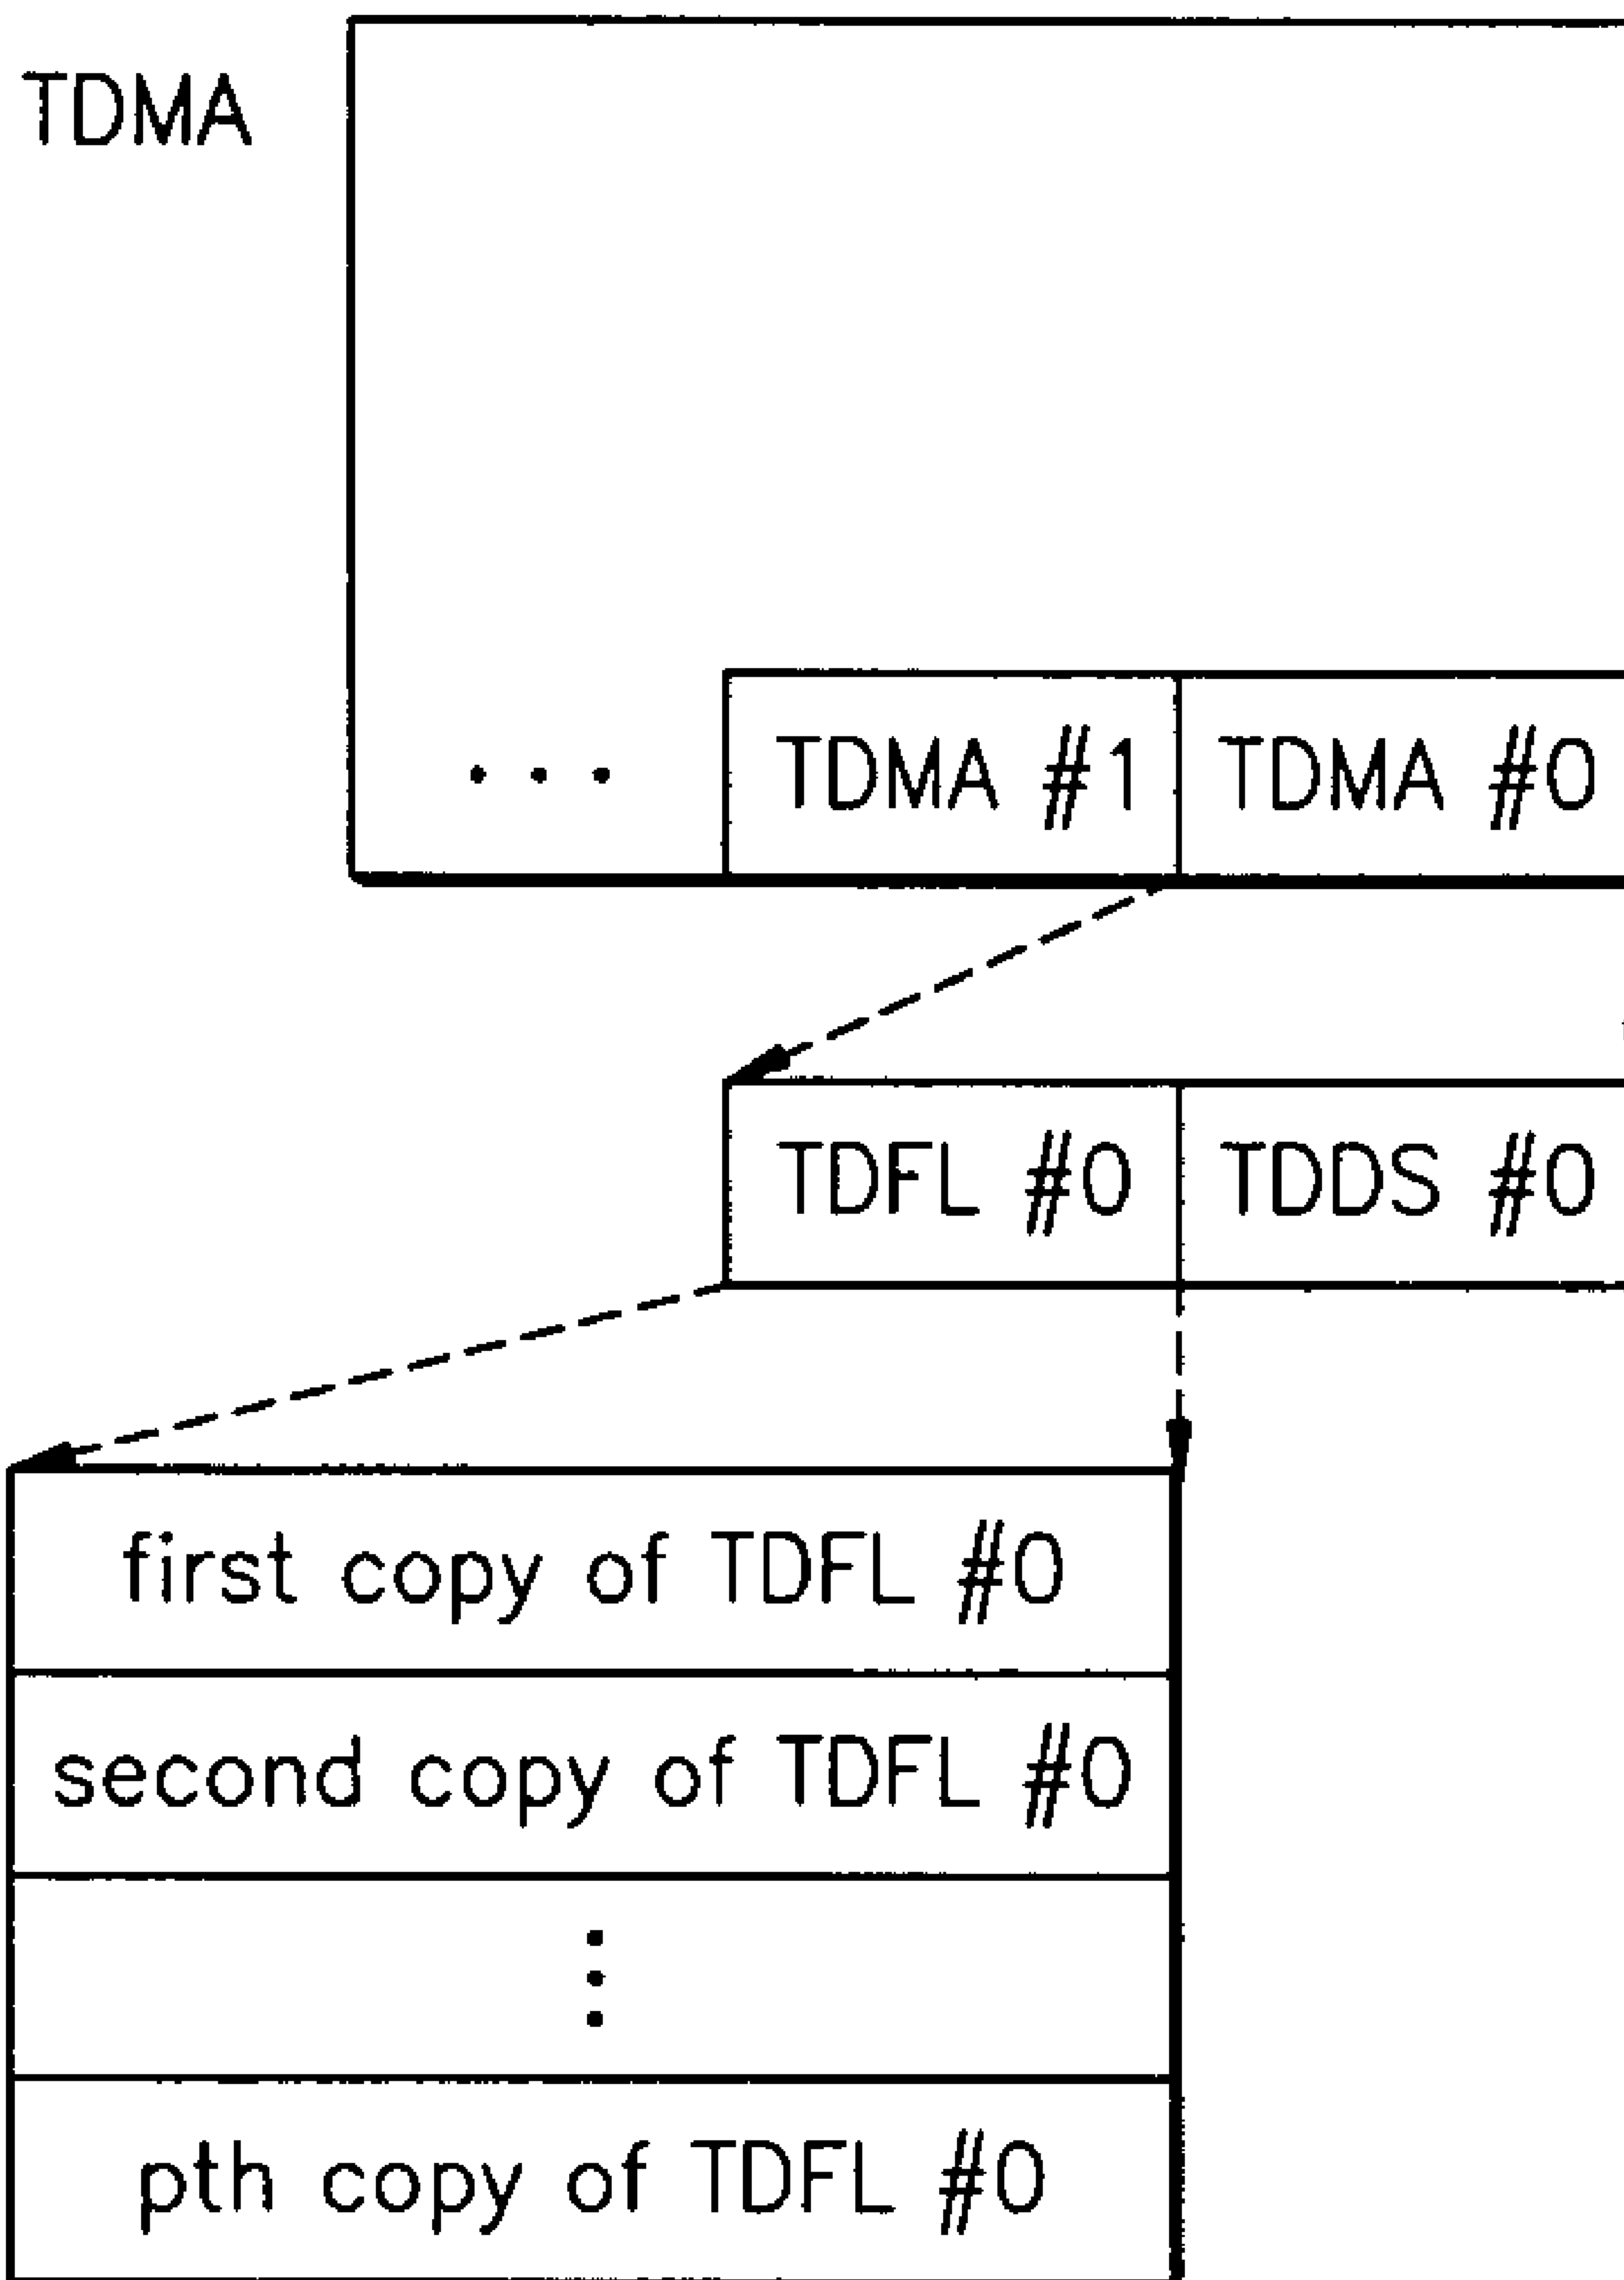 TDMA
... TDMA #1 TDMA #0
TDFL #0 TDDS #0
first copy of TDFL #0
second copy of TDFL #0
⋮
pth copy of TDFL #0